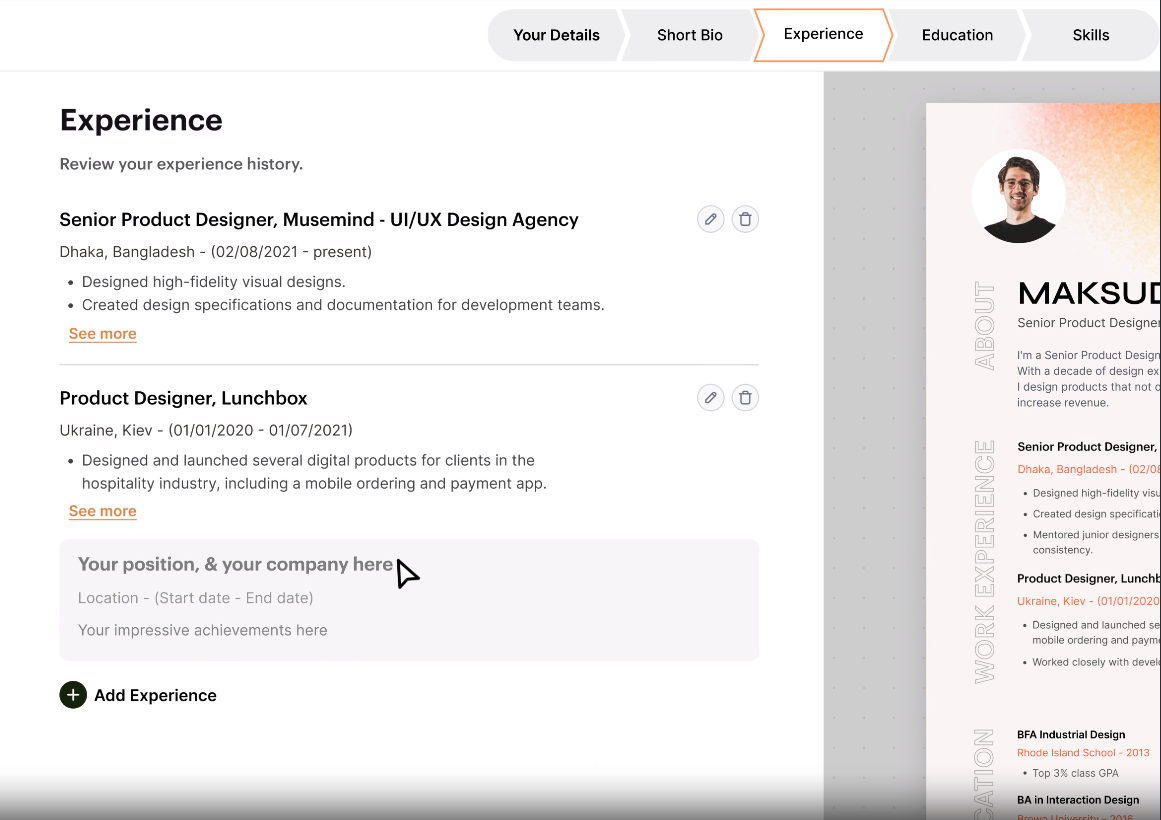 Your Details
Short Bio
Experience
Education
Skills
Experience
Review your experience history.
Senior Product Designer, Musemind - UI/UX Design Agency
Dhaka, Bangladesh - (02/08/2021 - present)
• Designed high-fidelity visual designs.
• Created design specifications and documentation for development teams.
See more
Product Designer, Lunchbox
Ukraine, Kiev - (01/01/2020 - 01/07/2021)
• Designed and launched several digital products for clients in the
hospitality industry, including a mobile ordering and payment app.
See more
Your position, & your company here
Location - (Start date - End date)
Your impressive achievements here
Add Experience
ABOUT
MAKSUD
Senior Product Designer
I'm a Senior Product Design
With a decade of design ex
I design products that not
increase revenue.
WORK EXPERIENCE
Senior Product Designer,
Dhaka, Bangladesh - (02/08
• Designed high-fidelity visu
• Created design specificati
• Mentored junior designers
consistency.
Product Designer, Lunchb
Ukraine, Kiev - (01/01/2020
• Designed and launched se
mobile ordering and payme
• Worked closely with develo
CATION
BFA Industrial Design
Rhode Island School - 2013
• Top 3% class GPA
BA in Interaction Design
Brown University - 2016